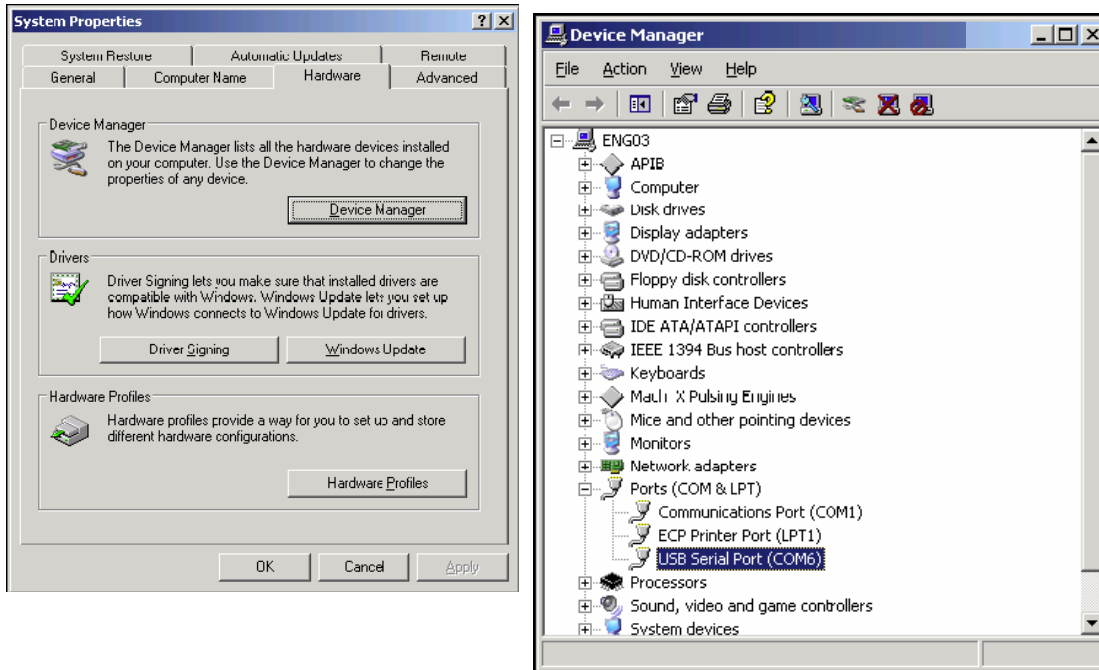 System Properties
System Restore Automatic Updates Remote
General Computer Name Hardware Advanced
Device Manager
The Device Manager lists all the hardware devices installed
on your computer. Use the Device Manager to change the
properties of any device.
Device Manager
Drivers
Driver Signing lets you make sure that installed drivers are
compatible with Windows. Windows Update lets you set up
how Windows connects to Windows Update for drivers.
Driver Signing Windows Update
Hardware Profiles
Hardware profiles provide a way for you to set up and store
different hardware configurations.
Hardware Profiles
OK Cancel Apply
Device Manager
File Action View Help
ENG03
APIB
Computer
Disk drives
Display adapters
DVD/CD-ROM drives
Floppy disk controllers
Human Interface Devices
IDE ATA/ATAPI controllers
IEEE 1394 Bus host controllers
Keyboards
Mach X Pulsing Engines
Mice and other pointing devices
Monitors
Network adapters
Ports (COM & LPT)
Communications Port (COM1)
ECP Printer Port (LPT1)
USB Serial Port (COM6)
Processors
Sound, video and game controllers
System devices